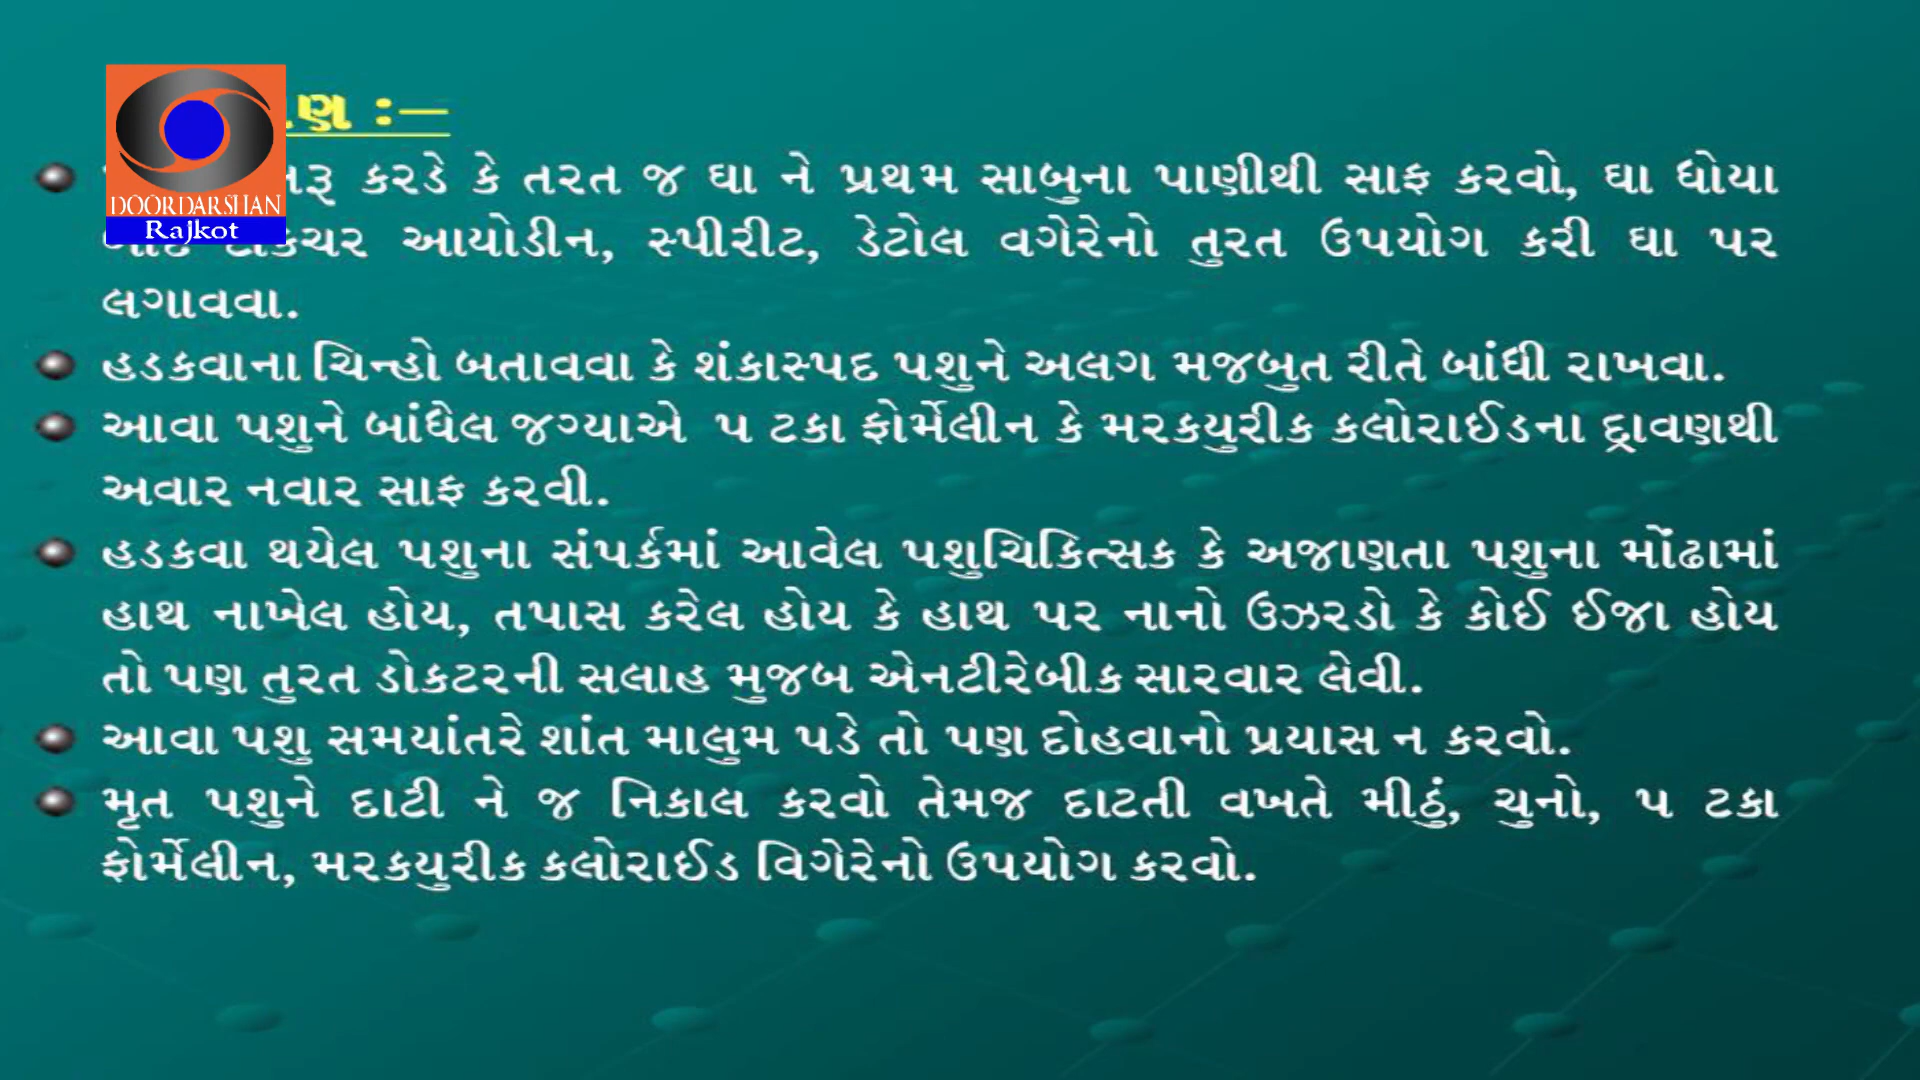 DOORDARSHAN
Rajkot
:–
કરડે કે તરત જ ઘા ને પ્રથમ સાબુના પાણીથી સાફ કરવો, ઘા ધોયા
આયોડીન, સ્પીરીટ, ડેટોલ વગેરેનો તુરત ઉપયોગ કરી ઘા પર
લગાવવા.
હડકવાના ચિન્હો બતાવવા કે શંકાસ્પદ પશુને અલગ મજબુત રીતે બાંધી રાખવા.
આવા પશુને બાંધેલ જગ્યાએ ૫ ટકા ફોર્મેલીન કે મરકયુરીક કલોરાઈડના દ્રાવણથી
અવાર નવાર સાફ કરવી.
હડકવા થયેલ પશુના સંપર્કમાં આવેલ પશુચિકિત્સક કે અજાણતા પશુના મોંઢામાં
હાથ નાખેલ હોય, તપાસ કરેલ હોય કે હાથ પર નાનો ઉઝરડો કે કોઈ ઈજા હોય
તો પણ તુરત ડોકટરની સલાહ મુજબ એનટીરેબીક સારવાર લેવી.
આવા પશુ સમયાંતરે શાંત માલુમ પડે તો પણ દોહવાનો પ્રયાસ ન કરવો.
મૃત પશુને દાટી ને જ નિકાલ કરવો તેમજ દાટતી વખતે મીઠું, ચુનો, ૫ ટકા
ફોર્મેલીન, મરકયુરીક કલોરાઈડ વિગેરેનો ઉપયોગ કરવો.